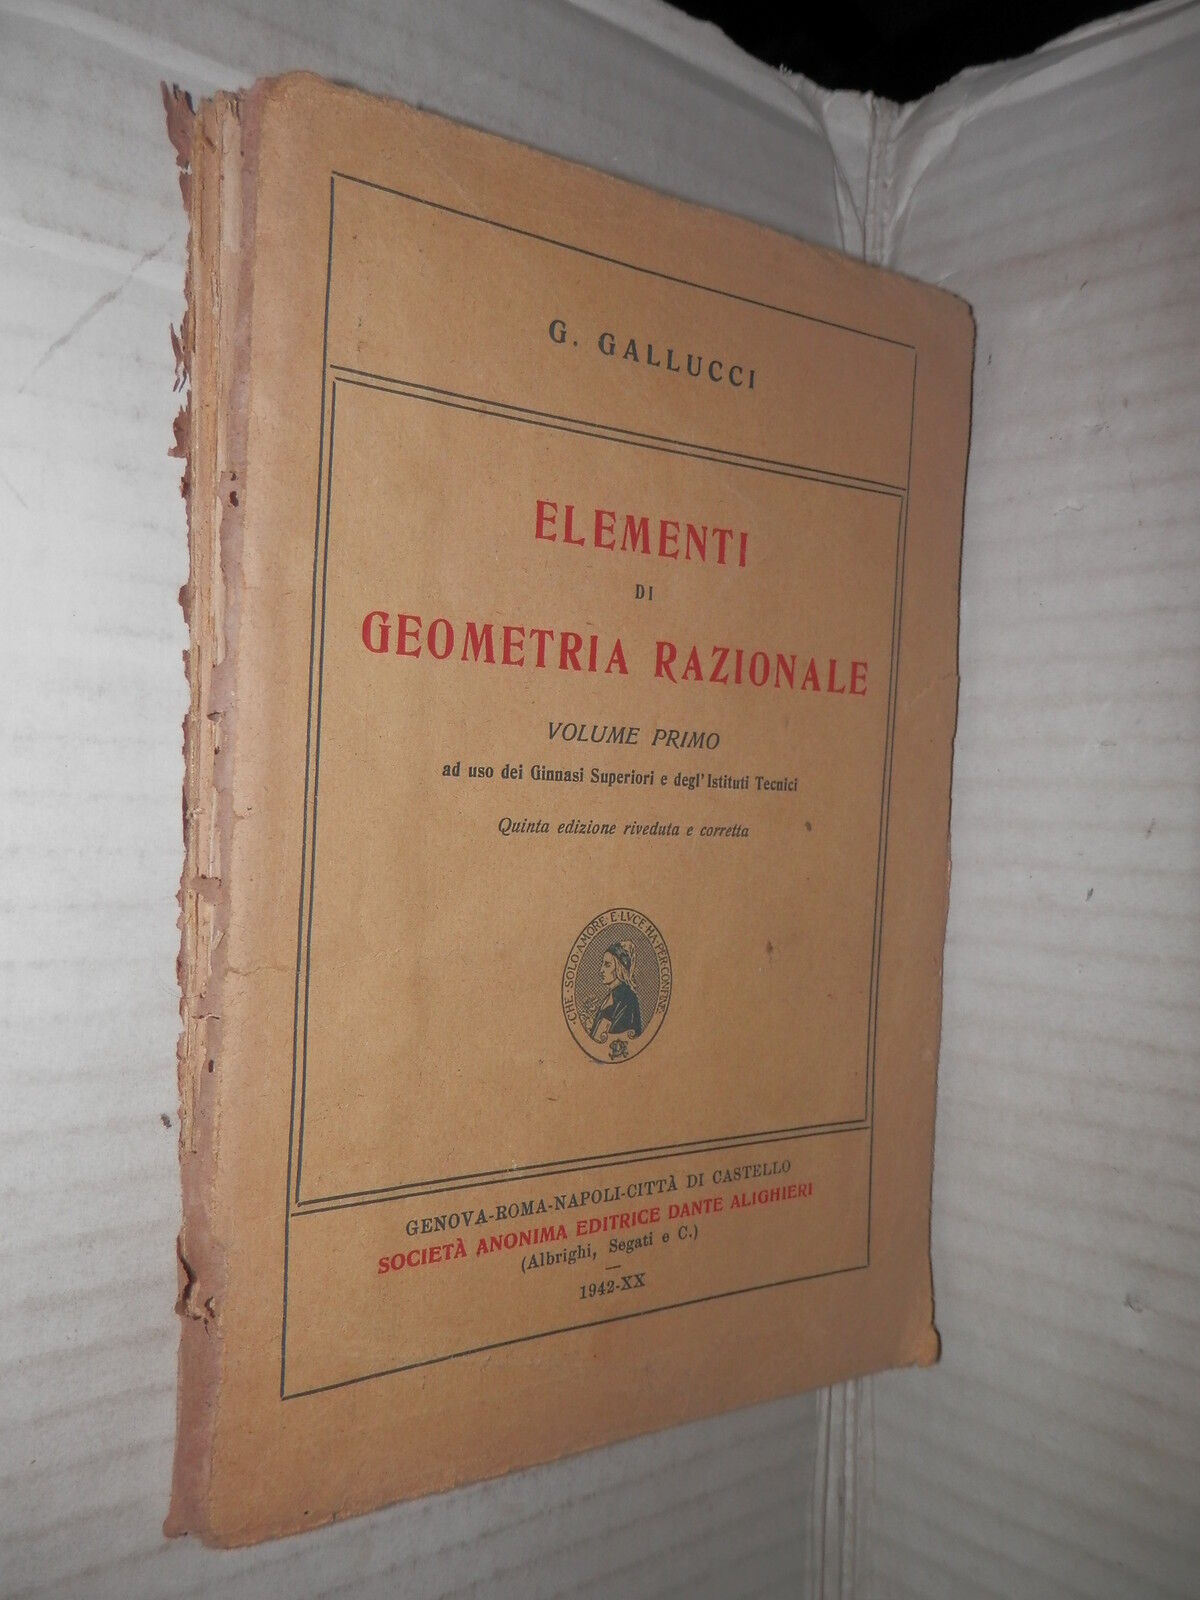 G. GALLUCCI
ELEMENTI
DI
GEOMETRIA RAZIONALE
VOLUME PRIMO
ad uso dei Ginnasi Superiori e degl'Istituti Tecnici
Quinta edizione riveduta e corretta
·CHE·SOLO·AMORE·E·LVCE·HA·PER·CONFINE·
GENOVA-ROMA-NAPOLI-CITTÀ DI CASTELLO
SOCIETÀ ANONIMA EDITRICE DANTE ALIGHIERI
(Albrighi, Segati e C.)
1942-XX